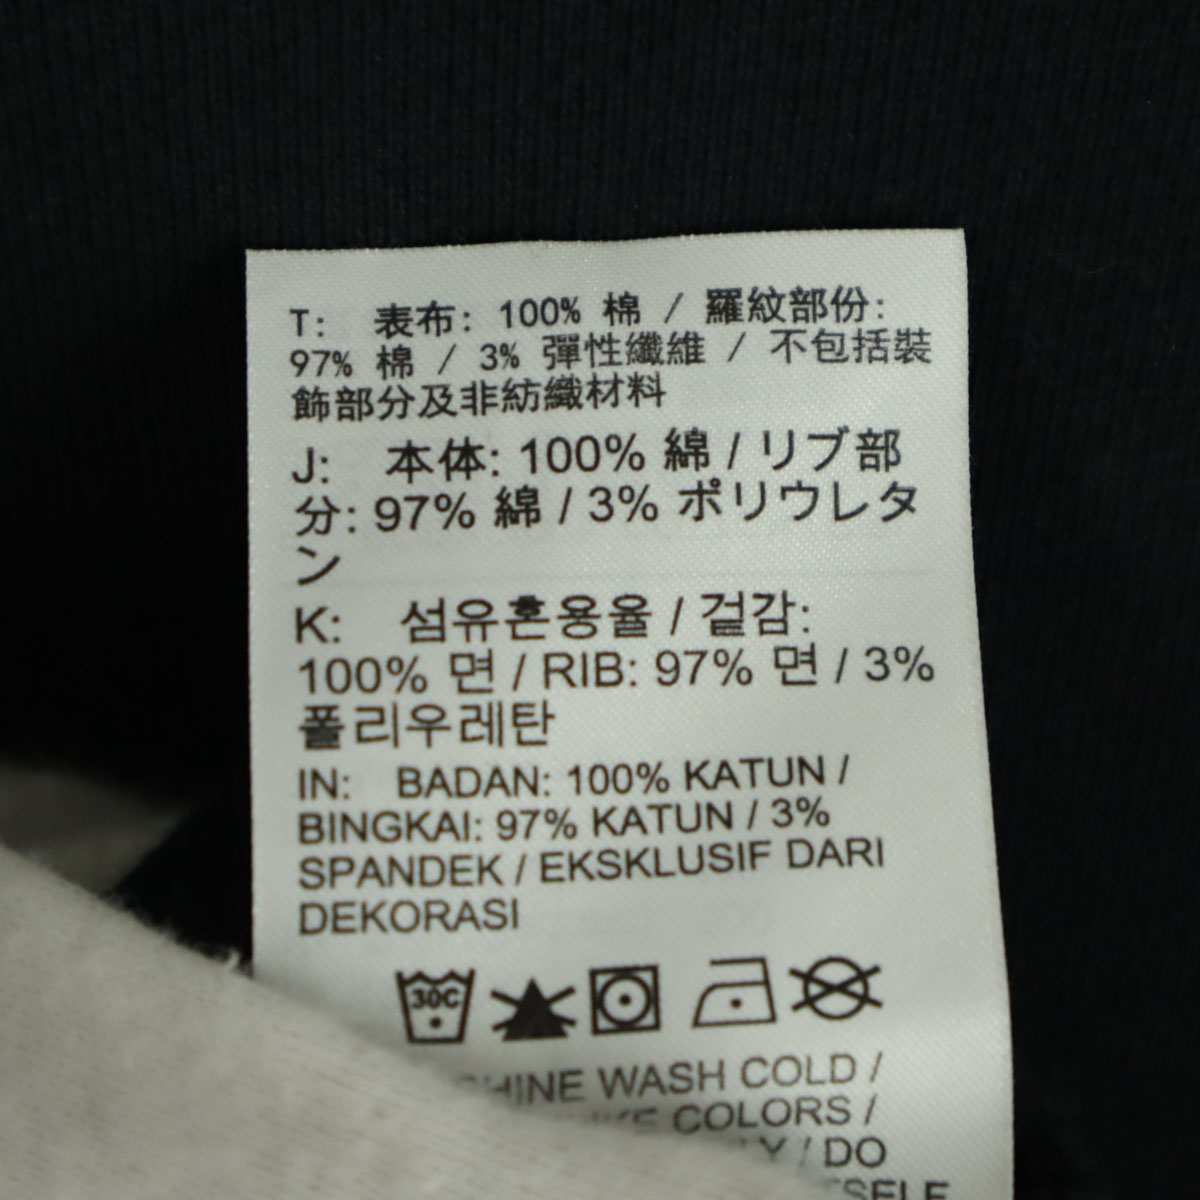 T: 表布: 100% 棉 / 羅紋部份:
97% 棉 / 3% 彈性纖維 / 不包括裝
飾部分及非紡織材料
J: 本体: 100% 綿 / リブ部
分: 97% 綿 / 3% ポリウレタ
ン
K: 섬유혼용율 / 겉감:
100% 면 / RIB: 97% 면 / 3%
폴리우레탄
IN: BADAN: 100% KATUN /
BINGKAI: 97% KATUN / 3%
SPANDEK / EKSKLUSIF DARI
DEKORASI
30C
WASH COLD /
COLORS /
/ DO